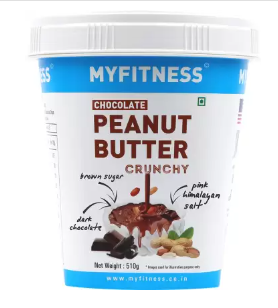 MYFITNESS
CHOCOLATE
PEANUT
BUTTER
CRUNCHY
brown sugar
pink
himalayan
salt
dark
chocolate
Net Weight : 510g
www.myfitness.co.in